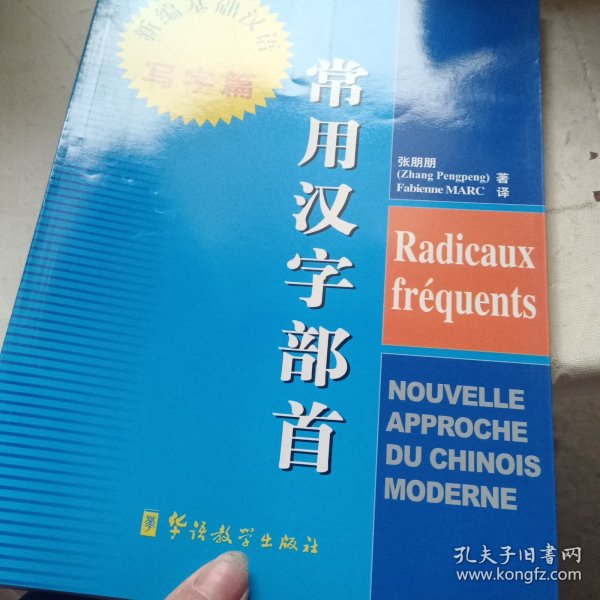 新编基础汉语
写字篇
常用汉字部首
张朋朋
(Zhang Pengpeng) 著
Fabienne MARC 译
Radicaux
fréquents
NOUVELLE
APPROCHE
DU CHINOIS
MODERNE
华语教学出版社
孔夫子旧书网
www.kongfz.com